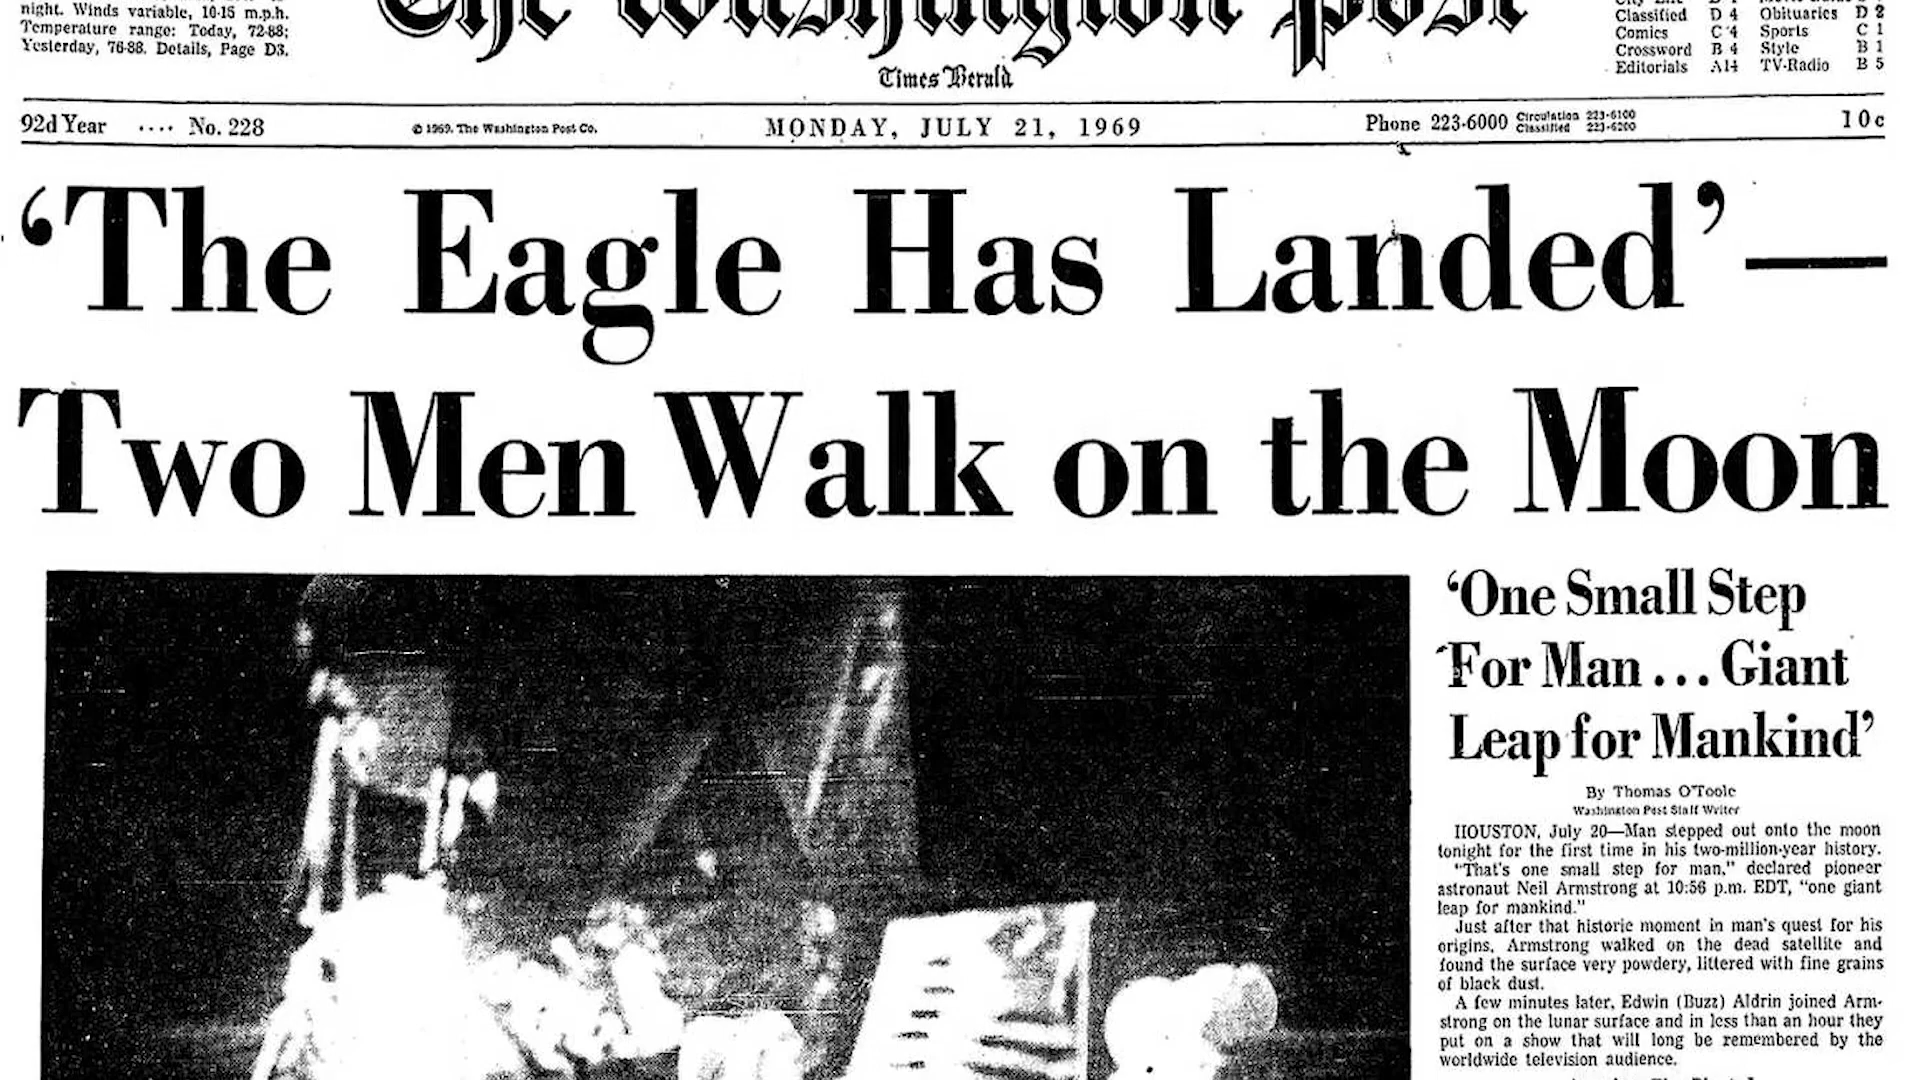 night. Winds variable, 10-15 m.p.h.
Temperature range: Today, 72-88;
Yesterday, 76-88. Details, Page D3.
The Washington Post
Times Herald
Classified D 4 Obituaries D 2
Comics C 4 Sports C 1
Crossword B 4 Style B 1
Editorials A14 TV-Radio B 5
92d Year .... No. 228 © 1969. The Washington Post Co. MONDAY, JULY 21, 1969 Phone 223-6000 Circulation 223-6100 Classified 223-6200 10c
‘The Eagle Has Landed’—
Two Men Walk on the Moon
‘One Small Step
For Man . . . Giant
Leap for Mankind’
By Thomas O'Toole
Washington Post Staff Writer
HOUSTON, July 20—Man stepped out onto the moon
tonight for the first time in his two-million-year history.
"That's one small step for man," declared pioneer
astronaut Neil Armstrong at 10:56 p.m. EDT, "one giant
leap for mankind."
Just after that historic moment in man's quest for his
origins, Armstrong walked on the dead satellite and
found the surface very powdery, littered with fine grains
of black dust.
A few minutes later, Edwin (Buzz) Aldrin joined Arm-
strong on the lunar surface and in less than an hour they
put on a show that will long be remembered by the
worldwide television audience.